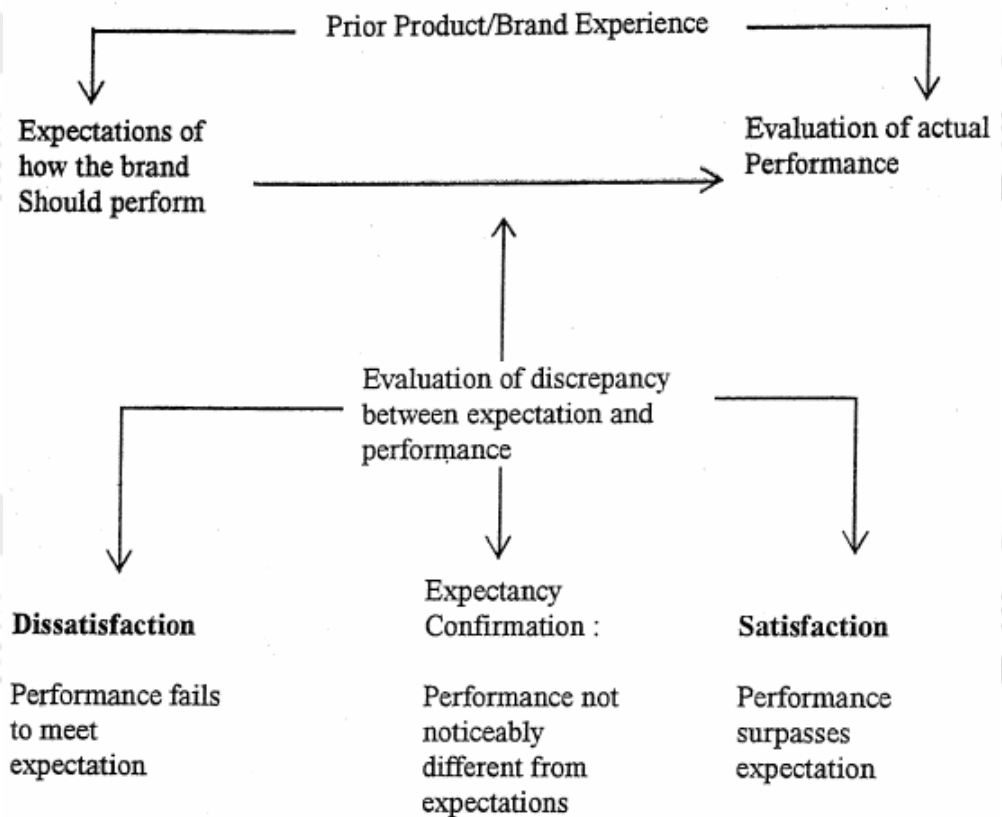 Prior Product/Brand Experience
Expectations of
how the brand
Should perform
Evaluation of actual
Performance
Evaluation of discrepancy
between expectation and
performance
Dissatisfaction
Performance fails
to meet
expectation
Expectancy
Confirmation :
Performance not
noticeably
different from
expectations
Satisfaction
Performance
surpasses
expectation